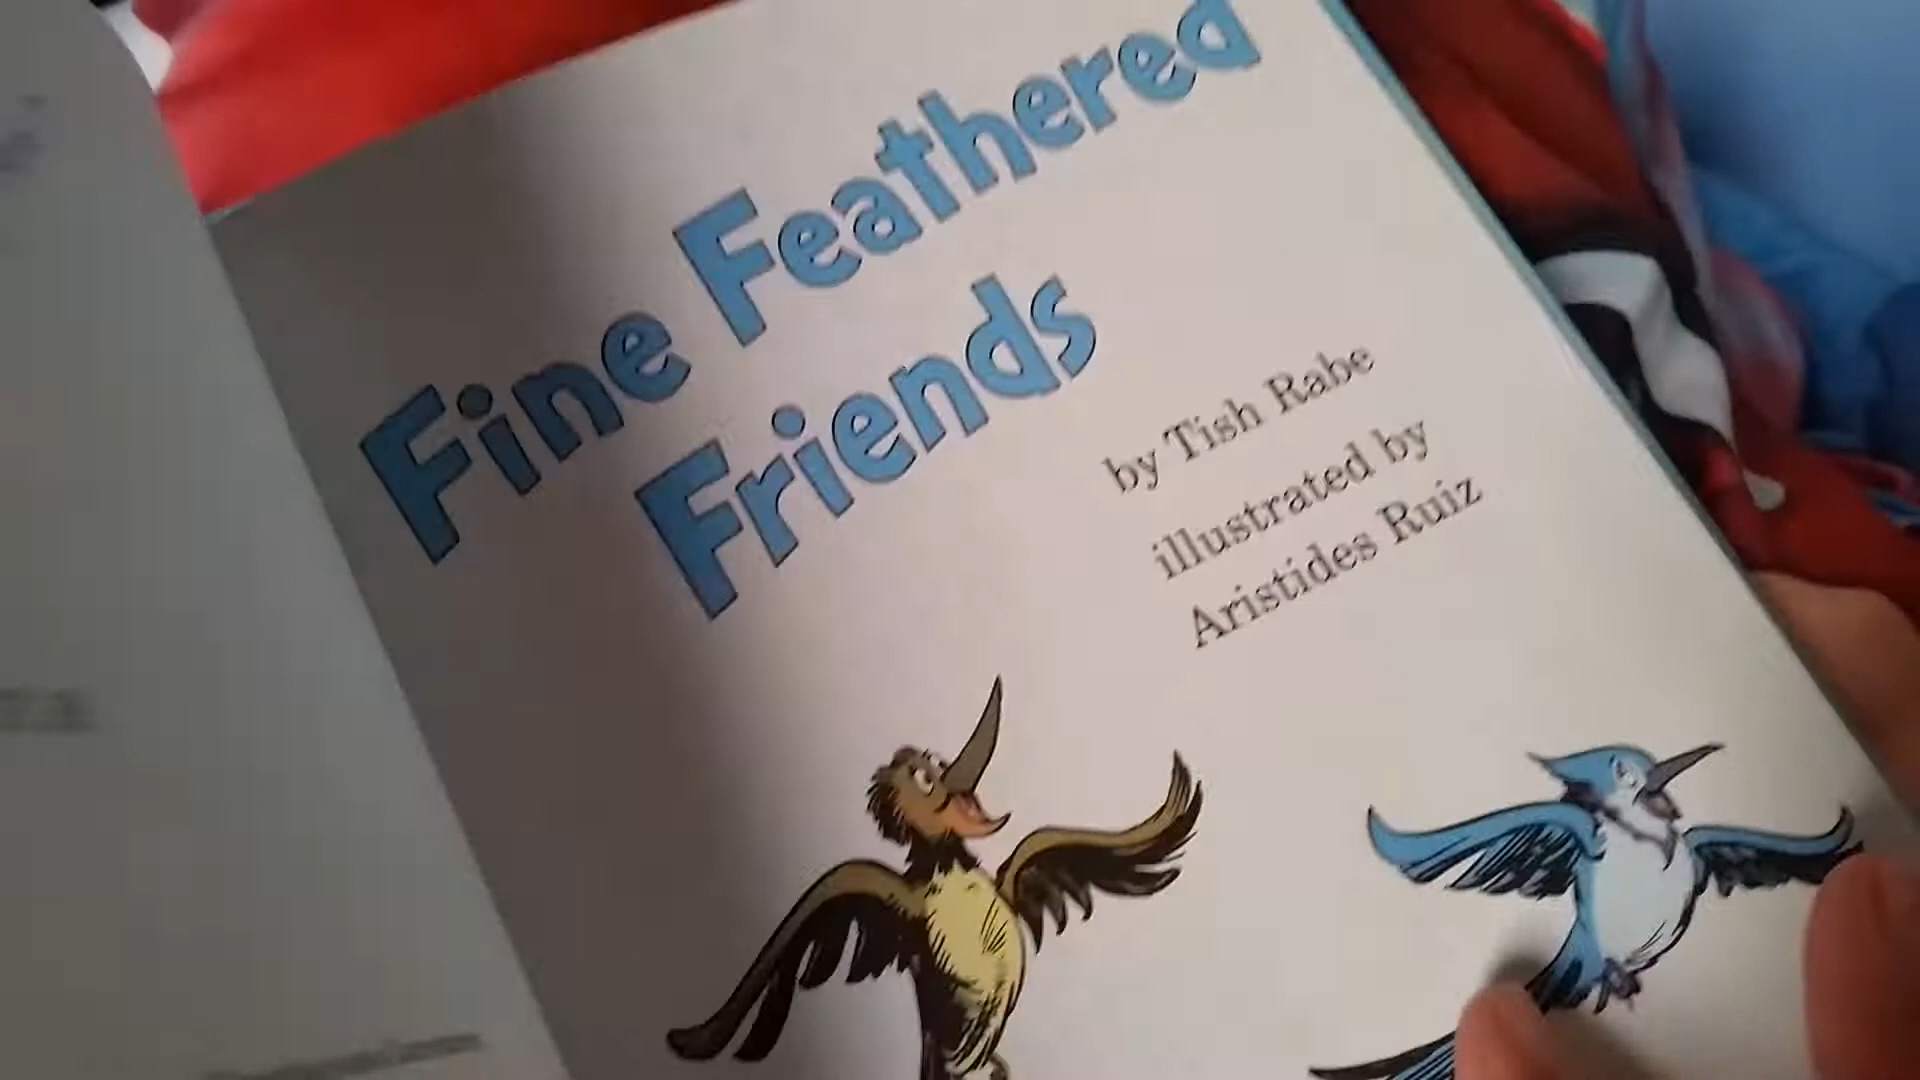 Fine Feathered
Friends
by Tish Rabe
illustrated by
Aristides Ruiz